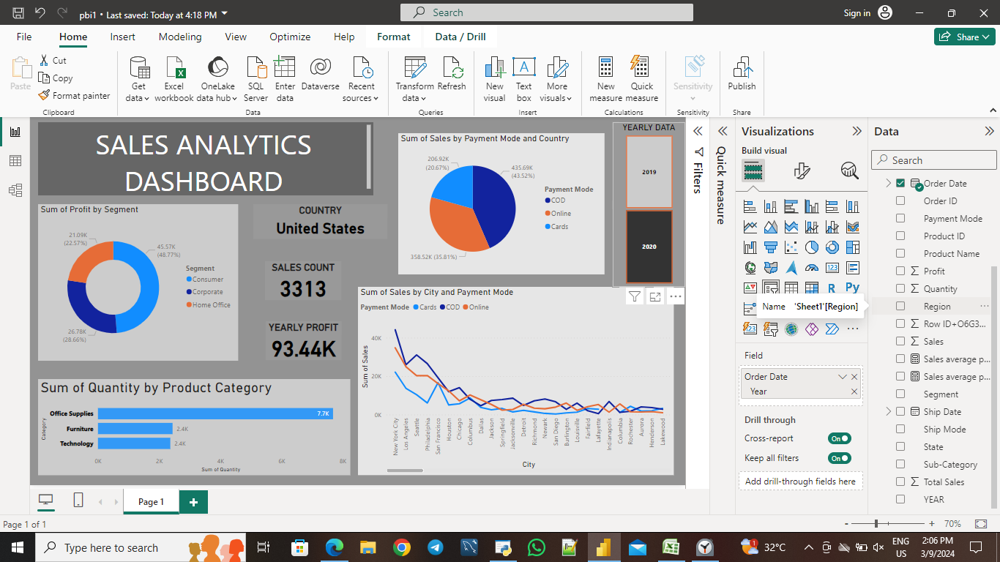 pbi1 • Last saved: Today at 4:18 PM
Search
Sign in
File
Home
Insert
Modeling
View
Optimize
Help
Format
Data / Drill
Share
Paste
Cut
Copy
Format painter
Clipboard
Get data
Excel workbook
OneLake data hub
SQL Server
Enter data
Dataverse
Recent sources
Data
Transform data
Refresh
Queries
New visual
Text box
More visuals
Insert
New measure
Quick measure
Calculations
Sensitivity
Sensitivity
Publish
Share
SALES ANALYTICS
DASHBOARD
Sum of Profit by Segment
21.09K
(22.57%)
45.57K
(48.77%)
26.78K
(28.66%)
Segment
Consumer
Corporate
Home Office
COUNTRY
United States
SALES COUNT
3313
YEARLY PROFIT
93.44K
Sum of Sales by Payment Mode and Country
206.92K
(20.67%)
435.69K
(43.52%)
358.52K (35.81%)
Payment Mode
COD
Online
Cards
YEARLY DATA
2019
2020
Sum of Quantity by Product Category
Category
Office Supplies
7.7K
Furniture
2.4K
Technology
2.4K
0K 2K 4K 6K 8K
Sum of Quantity
Sum of Sales by City and Payment Mode
Payment Mode Cards COD Online
Sum of Sales
40K
20K
0K
New York City
Los Angeles
Seattle
Philadelphia
San Francisco
Houston
Chicago
Columbus
Dallas
Jackson
Springfield
Jacksonville
Detroit
Richmond
Newark
San Diego
Burlington
Louisville
Fairfield
Lafayette
Indianapolis
Columbia
Rochester
Aurora
Henderson
Lakewood
City
Filters
Quick measure
Visualizations
Build visual
R
Py
123
123
Name 'Sheet1'[Region]
Field
Order Date
Year
Drill through
Cross-report
On
Keep all filters
On
Add drill-through fields here
Data
Search
Order Date
Order ID
Payment Mode
Product ID
Product Name
Profit
Quantity
Region
Row ID+O6G3...
Sales
Sales average p...
Sales average p...
Segment
Ship Date
Ship Mode
State
Sub-Category
Total Sales
YEAR
Page 1
Page 1 of 1
- + 70%
Type here to search
1
32°C
ENG
US
2:06 PM
3/9/2024